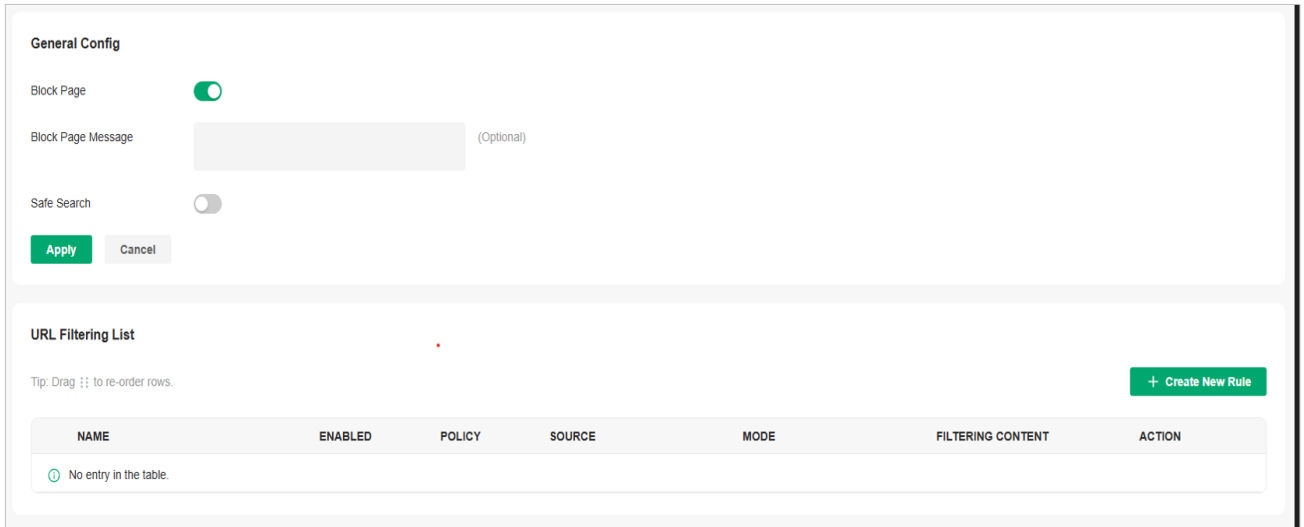 General Config
Block Page
Block Page Message
(Optional)
Safe Search
Apply Cancel
URL Filtering List
Tip: Drag to re-order rows.
+ Create New Rule
NAME ENABLED POLICY SOURCE MODE FILTERING CONTENT ACTION
No entry in the table.